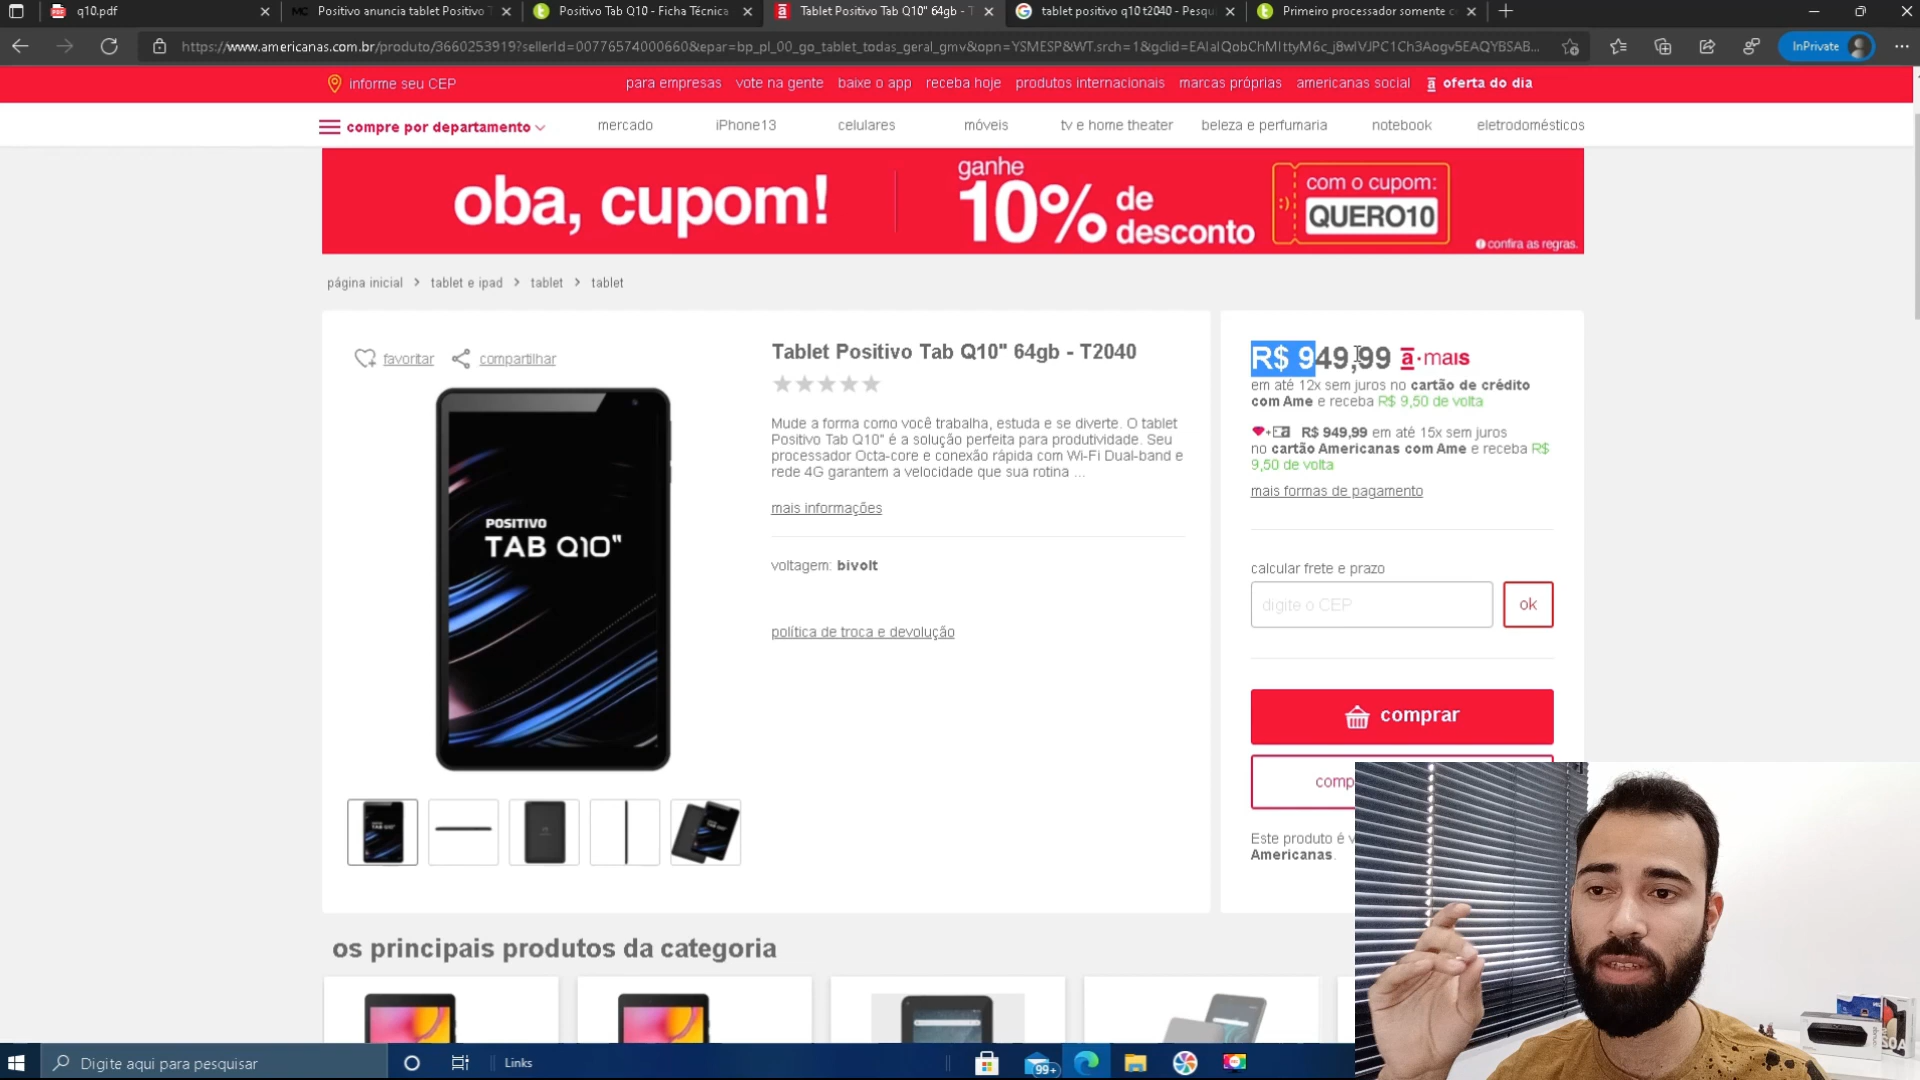 q10.pdf
Positivo anuncia tablet Positivo T
Positivo Tab Q10 - Ficha Técnica
Tablet Positivo Tab Q10" 64gb - T
tablet positivo q10 t2040 - Pesqu
Primeiro processador somente c
https://www.americanas.com.br/produto/3660253919?sellerId=00776574000660&epar=bp_pl_00_go_tablet_todas_geral_gmv&opn=YSMESP&WT.srch=1&gclid=EAIaIQobChMIttyM6c_j8wIVJPC1Ch3Aogv5EAQYBSAB...
InPrivate
informe seu CEP
para empresas vote na gente baixe o app receba hoje produtos internacionais marcas próprias americanas social oferta do dia
compre por departamento
mercado iPhone13 celulares móveis tv e home theater beleza e perfumaria notebook eletrodomésticos
oba, cupom!
ganhe
10% de desconto
com o cupom:
QUERO10
confira as regras.
página inicial > tablet e ipad > tablet > tablet
favoritar compartilhar
POSITIVO
TAB Q10"
Tablet Positivo Tab Q10" 64gb - T2040
Mude a forma como você trabalha, estuda e se diverte. O tablet
Positivo Tab Q10" é a solução perfeita para produtividade. Seu
processador Octa-core e conexão rápida com Wi-Fi Dual-band e
rede 4G garantem a velocidade que sua rotina ...
mais informações
voltagem: bivolt
política de troca e devolução
R$ 949,99 a·mais
em até 12x sem juros no cartão de crédito
com Ame e receba R$ 9,50 de volta
R$ 949,99 em até 15x sem juros
no cartão Americanas com Ame e receba R$
9,50 de volta
mais formas de pagamento
calcular frete e prazo
digite o CEP
ok
comprar
comp
Este produto é v
Americanas.
TAB Q10"
os principais produtos da categoria
Digite aqui para pesquisar
Links
99+